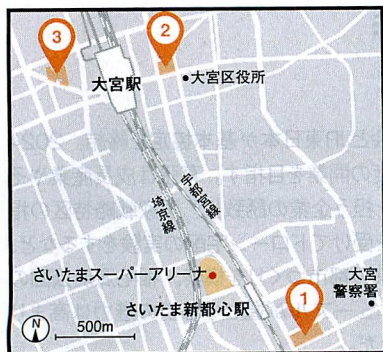 3
2
大宮駅
大宮区役所
宇都宮線
埼京線
さいたまスーパーアリーナ
さいたま新都心駅
大宮
警察署
1
N
500m